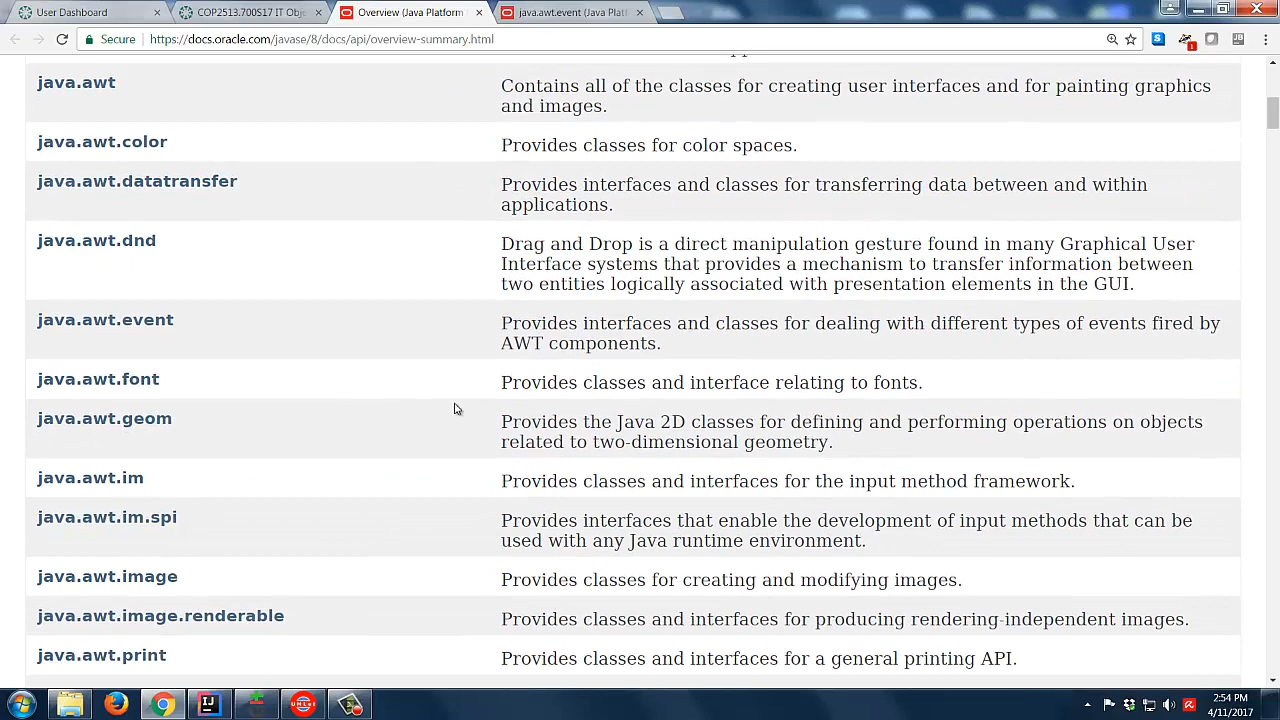 User Dashboard
COP2513.700S17 IT Obje
Overview (Java Platform
java.awt.event (Java Platf
Secure
https://docs.oracle.com/javase/8/docs/api/overview-summary.html
java.awt
Contains all of the classes for creating user interfaces and for painting graphics
and images.
java.awt.color
Provides classes for color spaces.
java.awt.datatransfer
Provides interfaces and classes for transferring data between and within
applications.
java.awt.dnd
Drag and Drop is a direct manipulation gesture found in many Graphical User
Interface systems that provides a mechanism to transfer information between
two entities logically associated with presentation elements in the GUI.
java.awt.event
Provides interfaces and classes for dealing with different types of events fired by
AWT components.
java.awt.font
Provides classes and interface relating to fonts.
java.awt.geom
Provides the Java 2D classes for defining and performing operations on objects
related to two-dimensional geometry.
java.awt.im
Provides classes and interfaces for the input method framework.
java.awt.im.spi
Provides interfaces that enable the development of input methods that can be
used with any Java runtime environment.
java.awt.image
Provides classes for creating and modifying images.
java.awt.image.renderable
Provides classes and interfaces for producing rendering-independent images.
java.awt.print
Provides classes and interfaces for a general printing API.
2:54 PM
4/11/2017